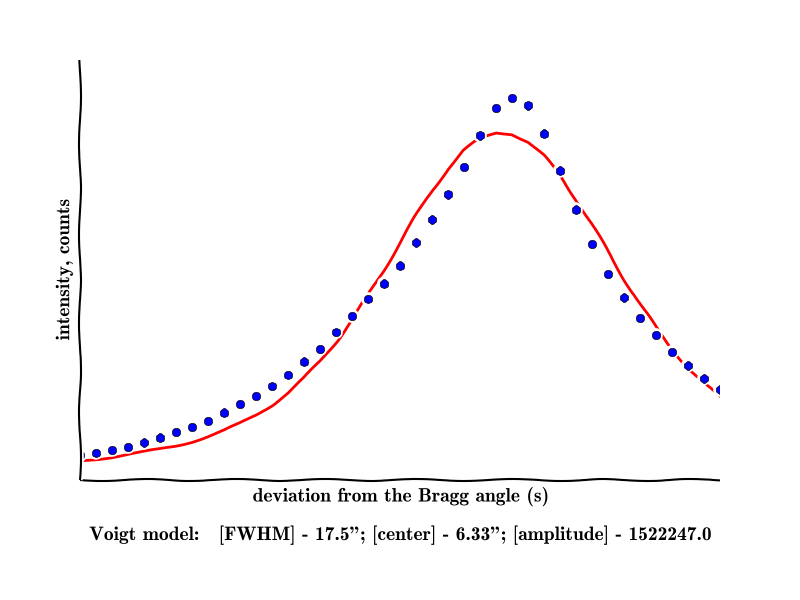 intensity, counts
deviation from the Bragg angle (s)
Voigt model: [FWHM] - 17.5”; [center] - 6.33”; [amplitude] - 1522247.0